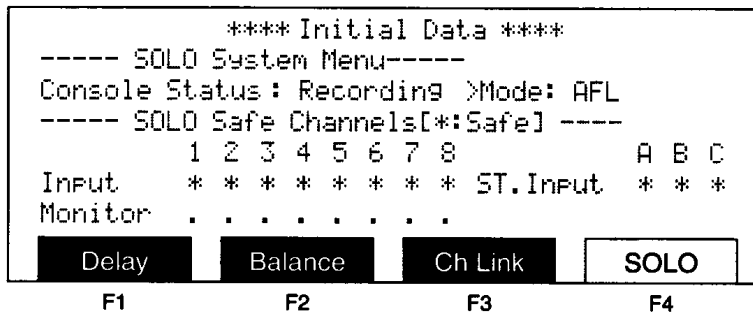 **** Initial Data ****
----- SOLO System Menu-----
Console Status : Recording >Mode: AFL
----- SOLO Safe Channels[*:Safe] ----
1 2 3 4 5 6 7 8 A B C
Input * * * * * * * * ST.Input * * *
Monitor . . . . . . . .
Delay Balance Ch Link SOLO
F1 F2 F3 F4